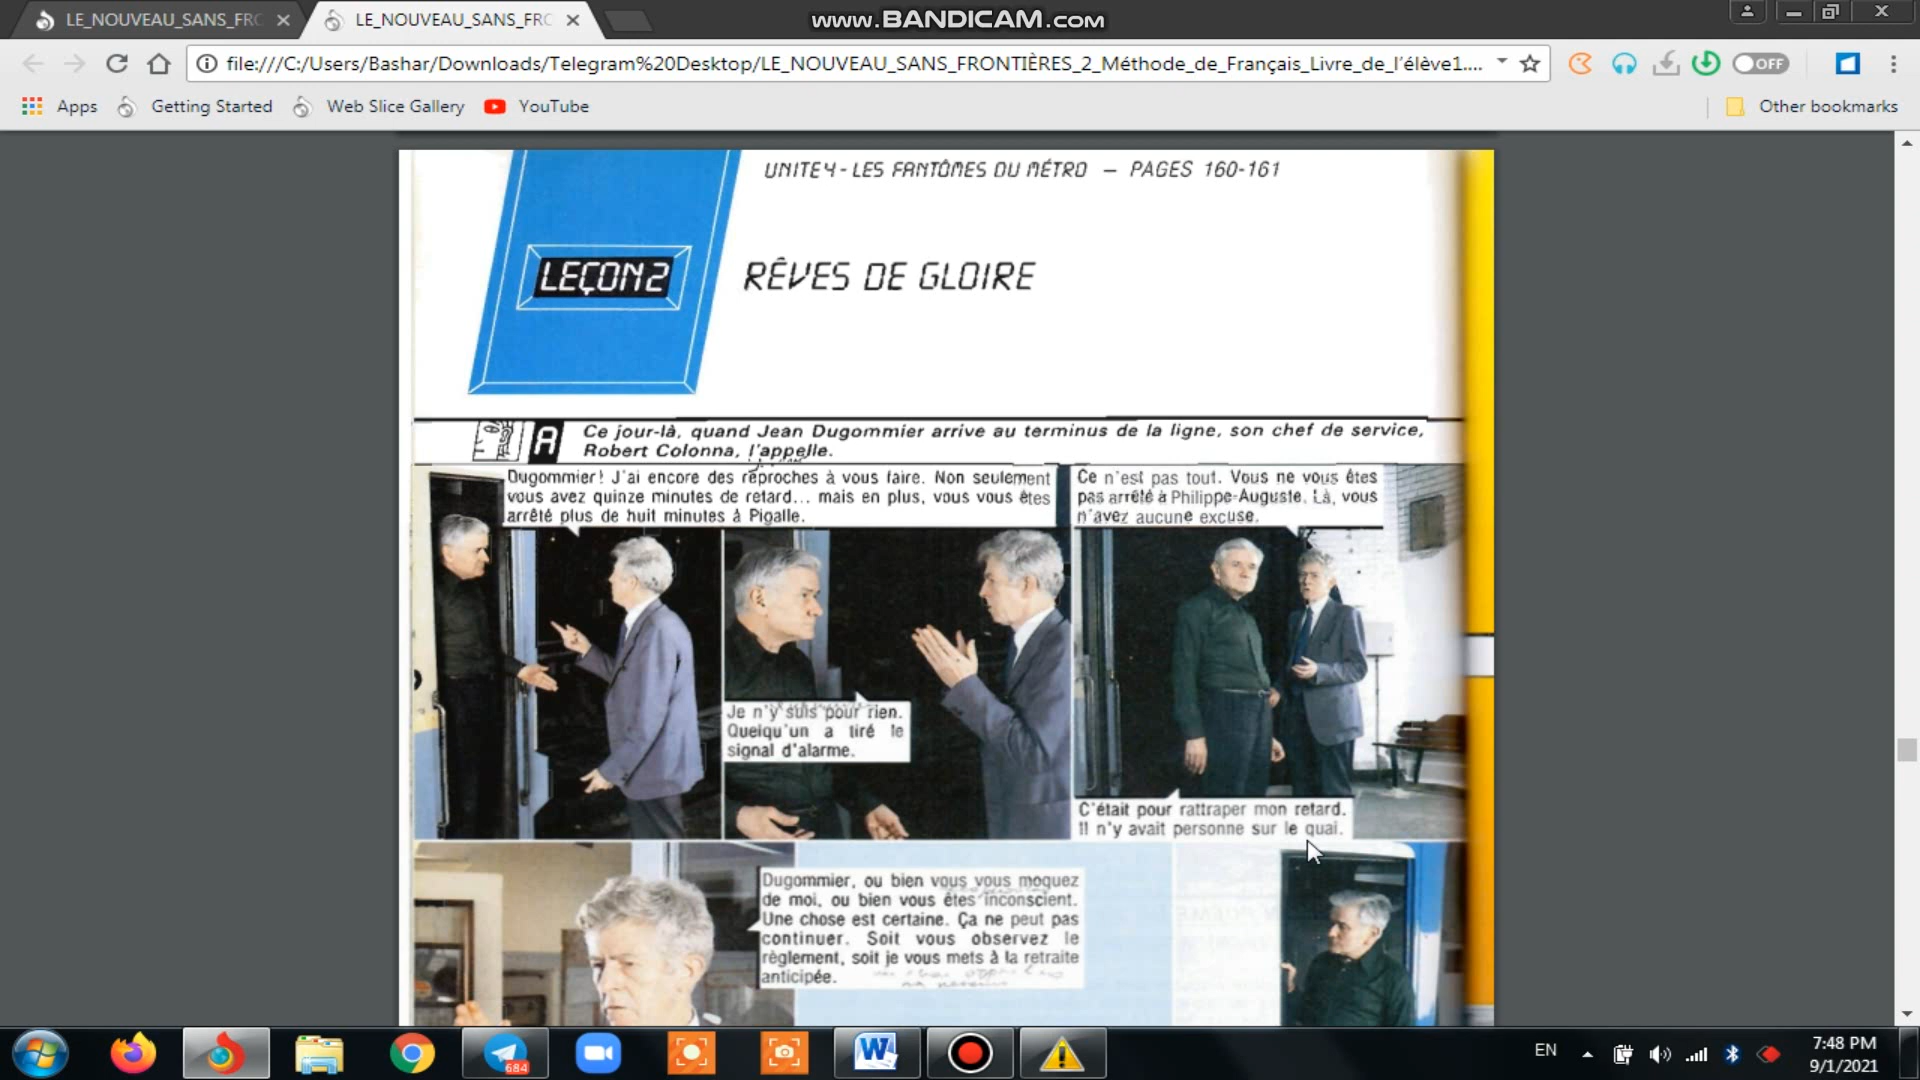 LE_NOUVEAU_SANS_FRC
LE_NOUVEAU_SANS_FRC
www.BANDICAM.com
file:///C:/Users/Bashar/Downloads/Telegram%20Desktop/LE_NOUVEAU_SANS_FRONTIÈRES_2_Méthode_de_Français_Livre_de_l'élève1....
OFF
Apps
Getting Started
Web Slice Gallery
YouTube
Other bookmarks
UNITE 4 - LES FANTÔMES DU MÉTRO — PAGES 160-161
LEÇON 2
RÊVES DE GLOIRE
A
Ce jour-là, quand Jean Dugommier arrive au terminus de la ligne, son chef de service,
Robert Colonna, l'appelle.
Dugommier! J'ai encore des reproches à vous faire. Non seulement
vous avez quinze minutes de retard... mais en plus, vous vous êtes
arrêté plus de huit minutes à Pigalle.
Ce n'est pas tout. Vous ne vous êtes
pas arrêté à Philippe-Auguste. Là, vous
n'avez aucune excuse.
Je n'y suis pour rien.
Quelqu'un a tiré le
signal d'alarme.
C'était pour rattraper mon retard.
Il n'y avait personne sur le quai.
Dugommier, ou bien vous vous moquez
de moi, ou bien vous êtes inconscient.
Une chose est certaine. Ça ne peut pas
continuer. Soit vous observez le
règlement, soit je vous mets à la retraite
anticipée.
684
EN
7:48 PM
9/1/2021